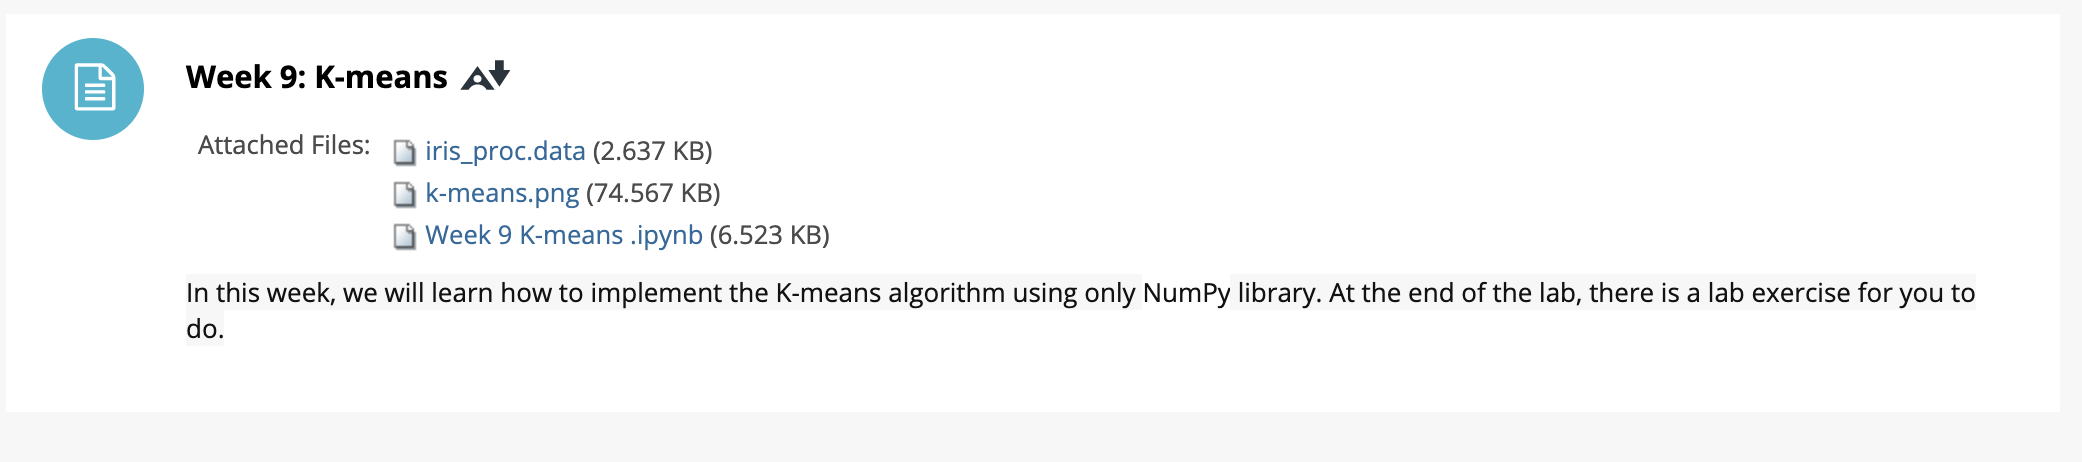 Week 9: K-means
Attached Files:
iris_proc.data (2.637 KB)
k-means.png (74.567 KB)
Week 9 K-means .ipynb (6.523 KB)
In this week, we will learn how to implement the K-means algorithm using only NumPy library. At the end of the lab, there is a lab exercise for you to
do.